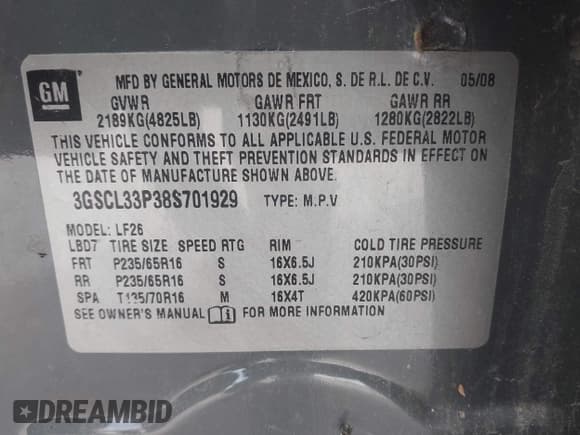 GM
MFD BY GENERAL MOTORS DE MEXICO, S. DE R.L. DE C.V. 05/08
GVWR GAWR FRT GAWR RR
2189KG(4825LB) 1130KG(2491LB) 1280KG(2822LB)
THIS VEHICLE CONFORMS TO ALL APPLICABLE U.S. FEDERAL MOTOR
VEHICLE SAFETY AND THEFT PREVENTION STANDARDS IN EFFECT ON
THE DATE OF MANUFACTURE SHOWN ABOVE.
3GSCL33P38S701929 TYPE: M.P.V
MODEL: LF26
LBD7 TIRE SIZE SPEED RTG RIM COLD TIRE PRESSURE
FRT P235/65R16 S 16X6.5J 210KPA(30PSI)
RR P235/65R16 S 16X6.5J 210KPA(30PSI)
SPA T135/70R16 M 16X4T 420KPA(60PSI)
SEE OWNER'S MANUAL i FOR MORE INFORMATION
DREAMBID